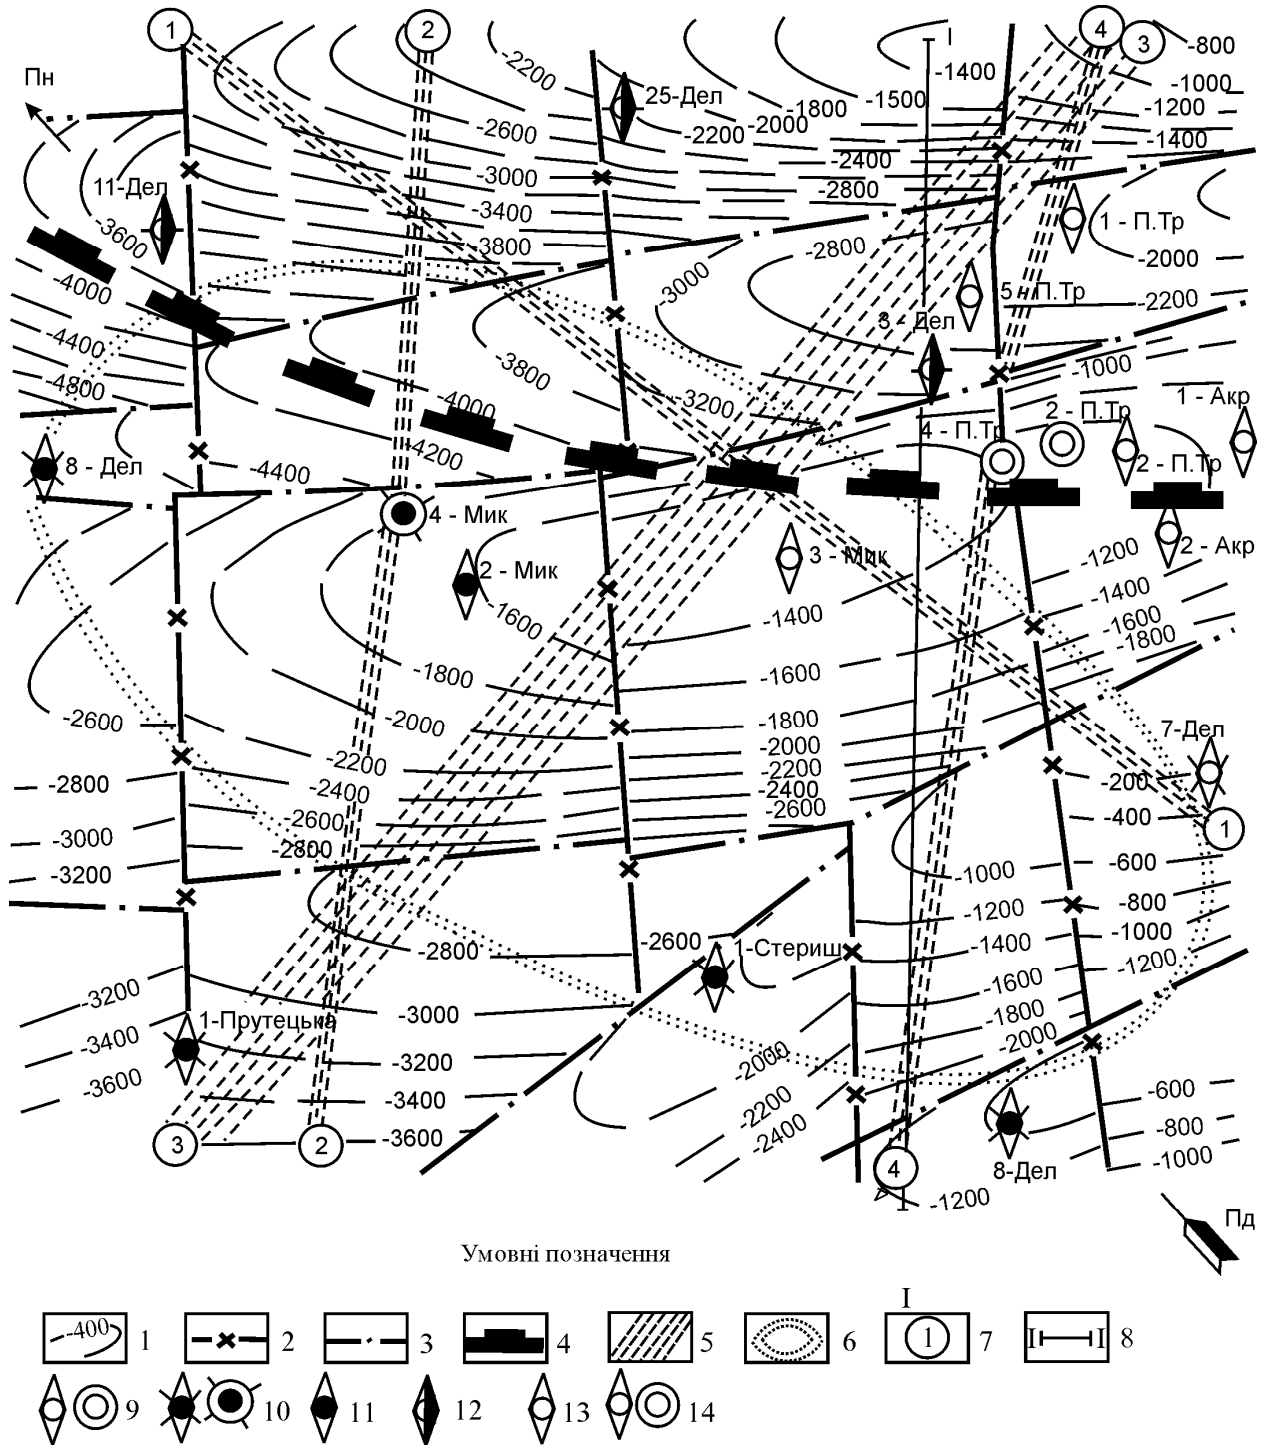 1 2 4 3
-800
-2200 I
-1400
Пн
-1000
25-Дел -1800 -1500 -1200
-2600 -2200 -2000 -1400
-2400
-3000 -2800
11-Дел
-3400
-3600 -3800 -2800 1 - П.Тр
-2000
-4000 -3000 5 - П.Тр -2200
-4400 -3800 3 - Дел
-1000
-4800 -4000 -3200 1 - Акр
2 - П.Тр
4 - П.Тр
8 - Дел -4400 -4200 2 - П.Тр
4 - Мик
2 - Мик 3 - Мик -1200 2 - Акр
-1600 -1400 -1400
-1600
-1800 -1600 -1800
-2600 -2000 -1800 7-Дел
-2000
-2800 -2200 -2200 -200
-2400 -2400
-3000 -2600 -2600 -400 1
-2800
-3200 -1000 -600
-1200 -800
-2800 -2600 1-Стериш -1400 -1000
-3200 -1600 -1200
1-Прутецька -3000 -1800
-3400 -3200 -2000 -2000
-3600 -3400 -2200 -600
3 2 -3600 -2400 -800
4 8-Дел -1000
I -1200
Пд
Умовні позначення
I
-400 1 2 3 4 5 6 1 7 I I 8
9 10 11 12 13 14